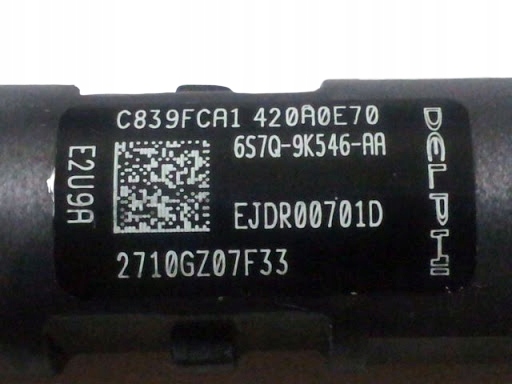 C839FCA1 420A0E70
6S7Q-9K546-AA
E2U9A
EJDR00701D
2710GZ07F33
DELPHI